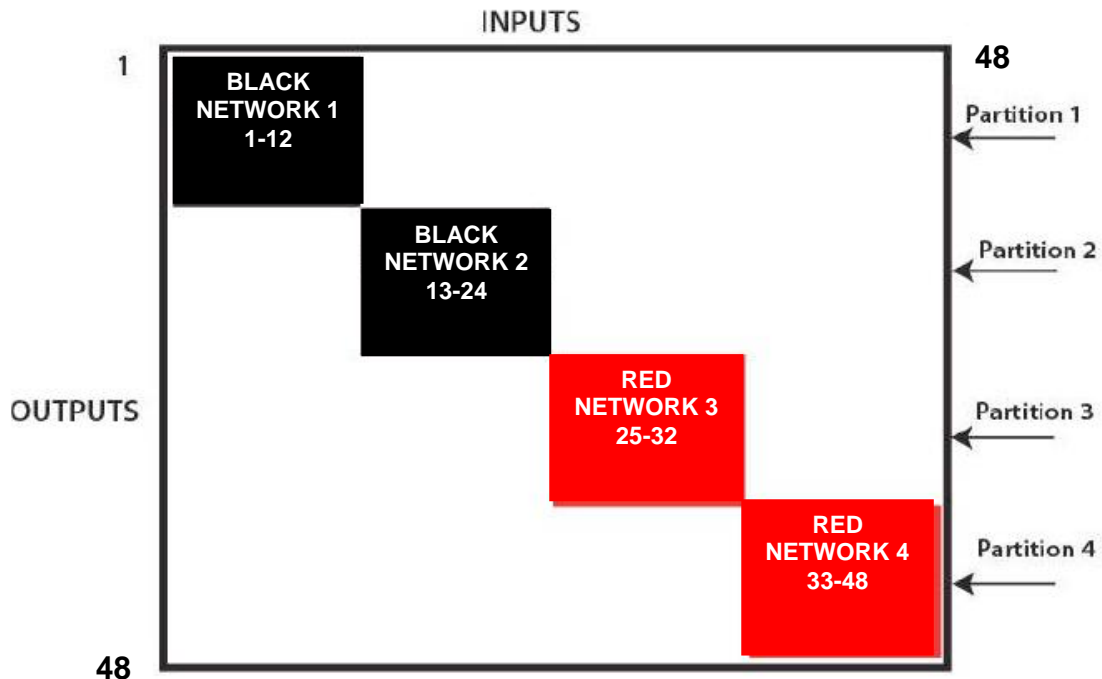 INPUTS
1
48
BLACK
NETWORK 1
1-12
Partition 1
BLACK
NETWORK 2
13-24
Partition 2
OUTPUTS
RED
NETWORK 3
25-32
Partition 3
RED
NETWORK 4
33-48
Partition 4
48